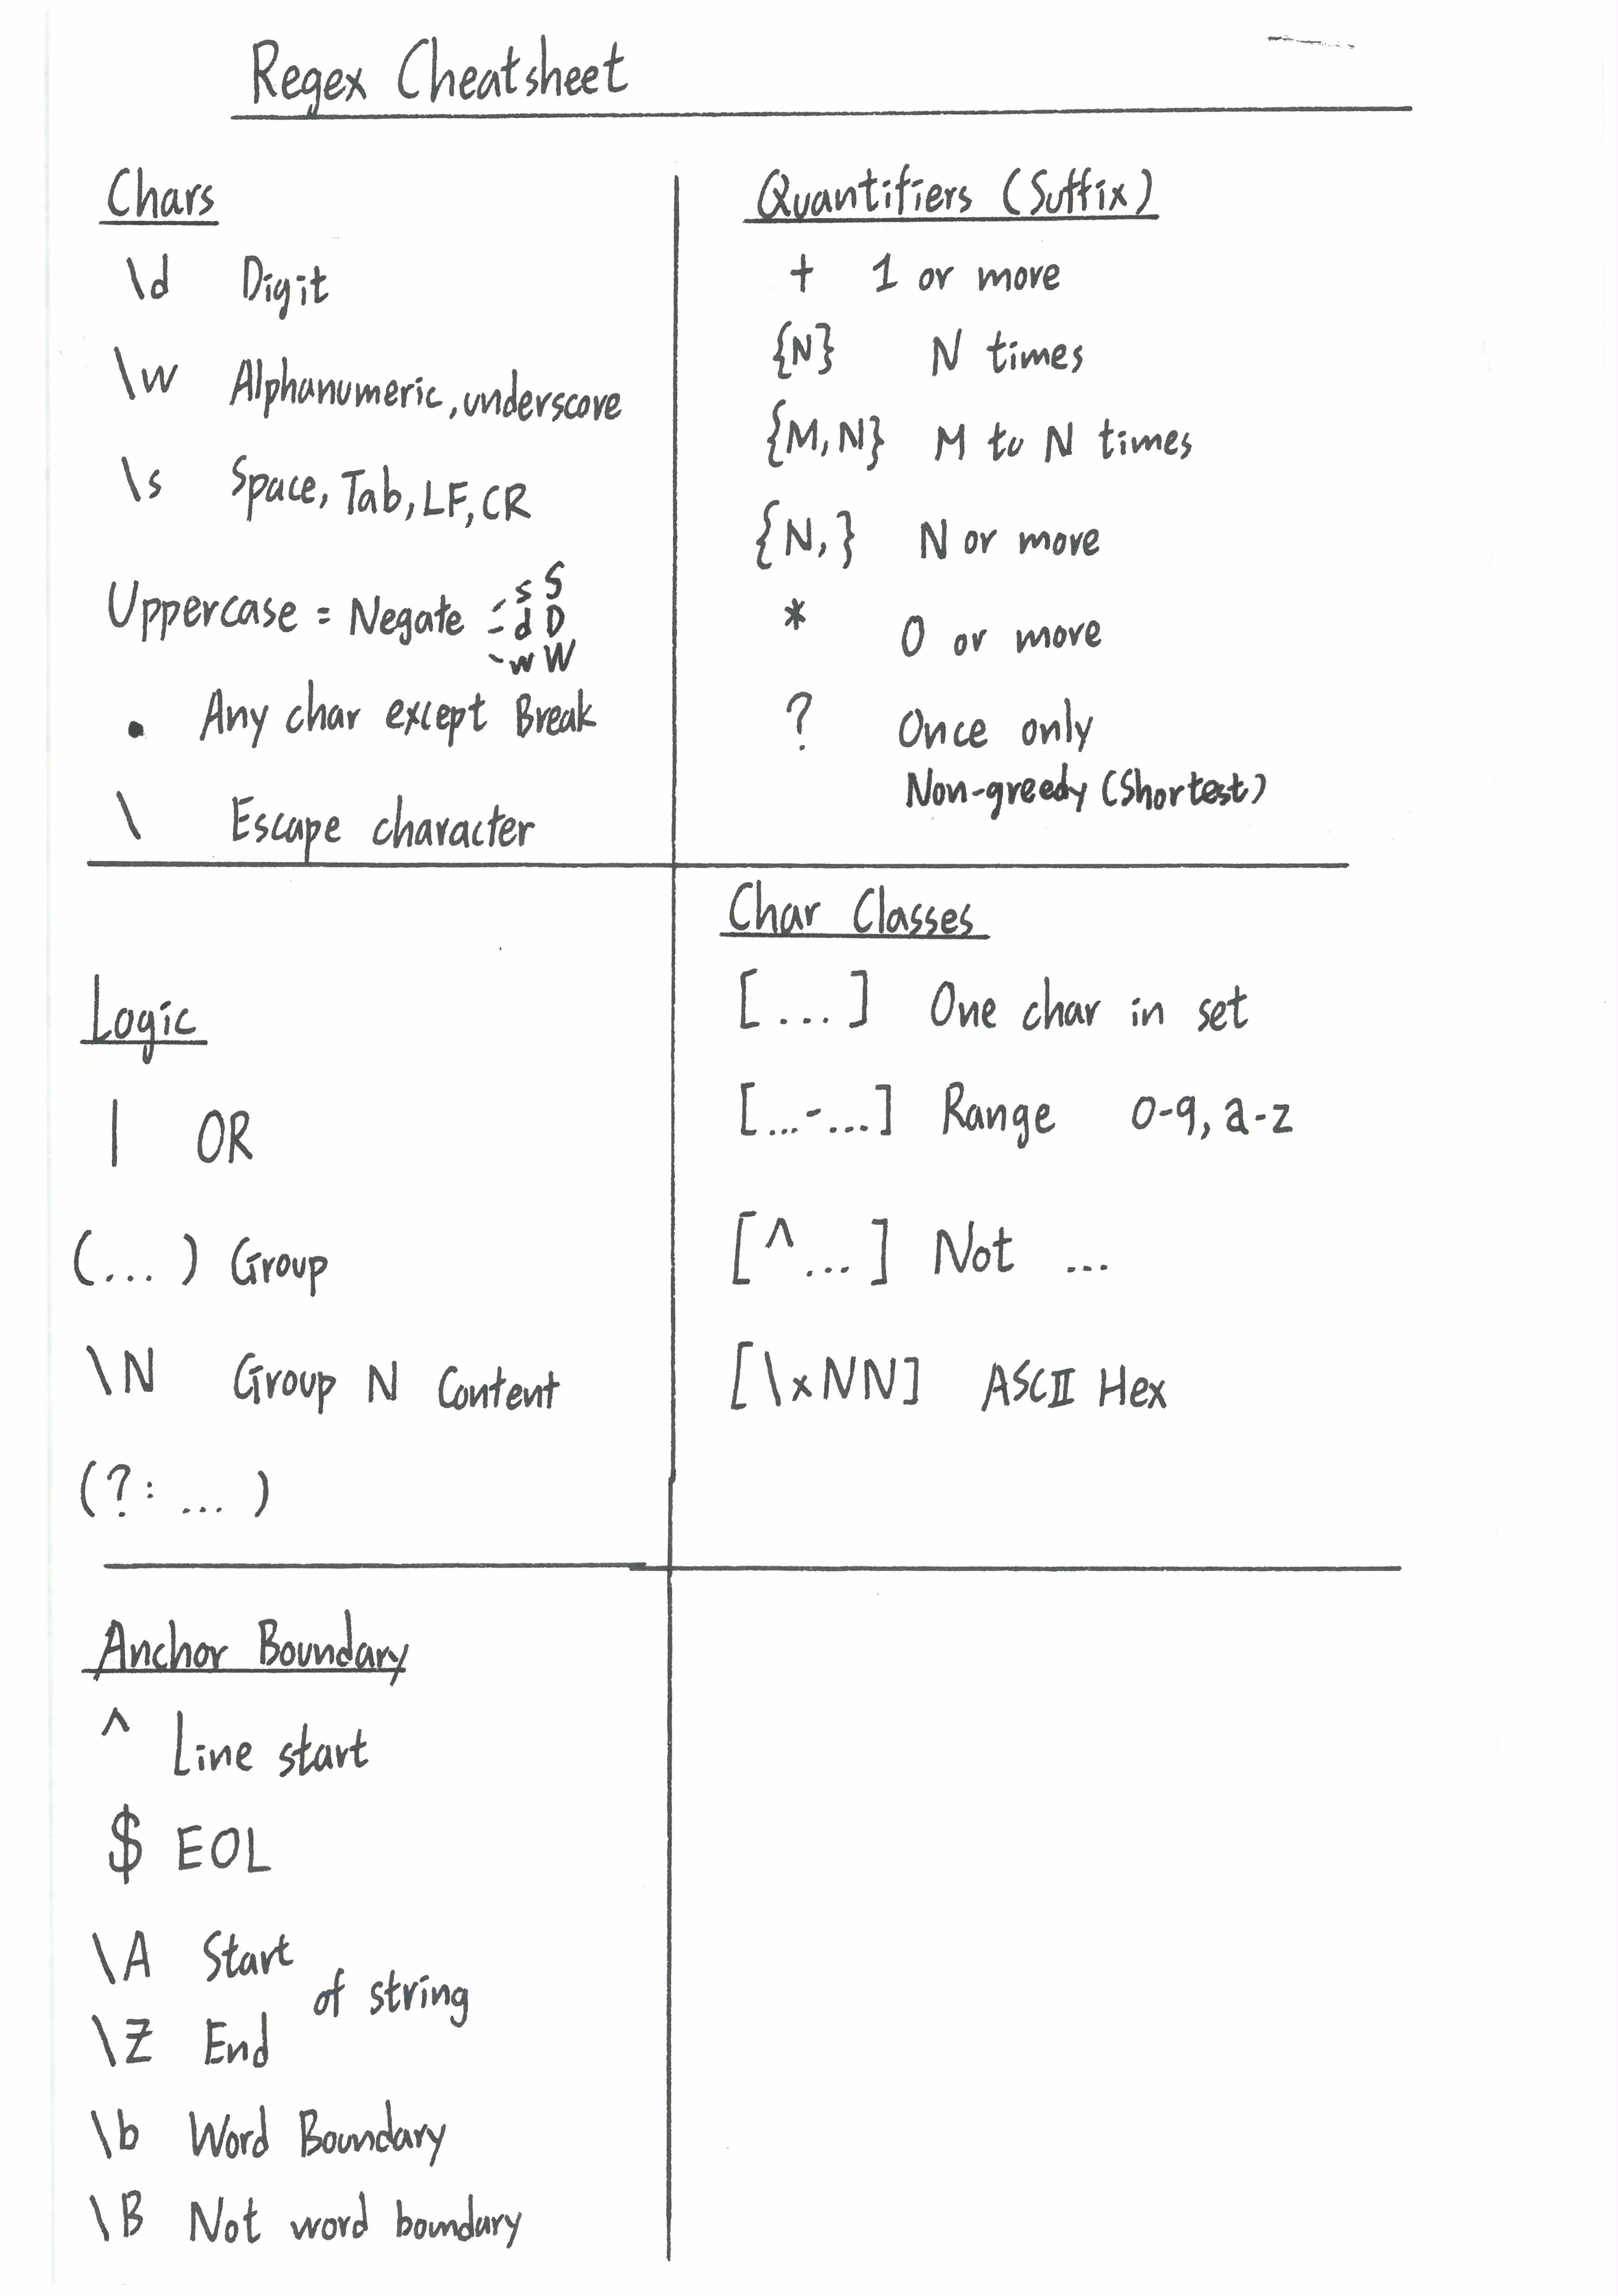 Regex Cheatsheet
Chars
\d Digit
\w Alphanumeric, underscore
\s Space, Tab, LF, CR
Uppercase = Negate s S
d D
w W
. Any char except Break
\ Escape character
Quantifiers (Suffix)
+ 1 or more
{N} N times
{M,N} M to N times
{N,} N or more
* 0 or more
? Once only
Non-greedy (Shortest)
Logic
| OR
(...) Group
\N Group N Content
(?: ... )
Char Classes
[...] One char in set
[...-...] Range 0-9, a-z
[^...] Not ...
[\xNN] ASCII Hex
Anchor Boundary
^ Line start
$ EOL
\A Start
of string
\Z End
\b Word Boundary
\B Not word boundary